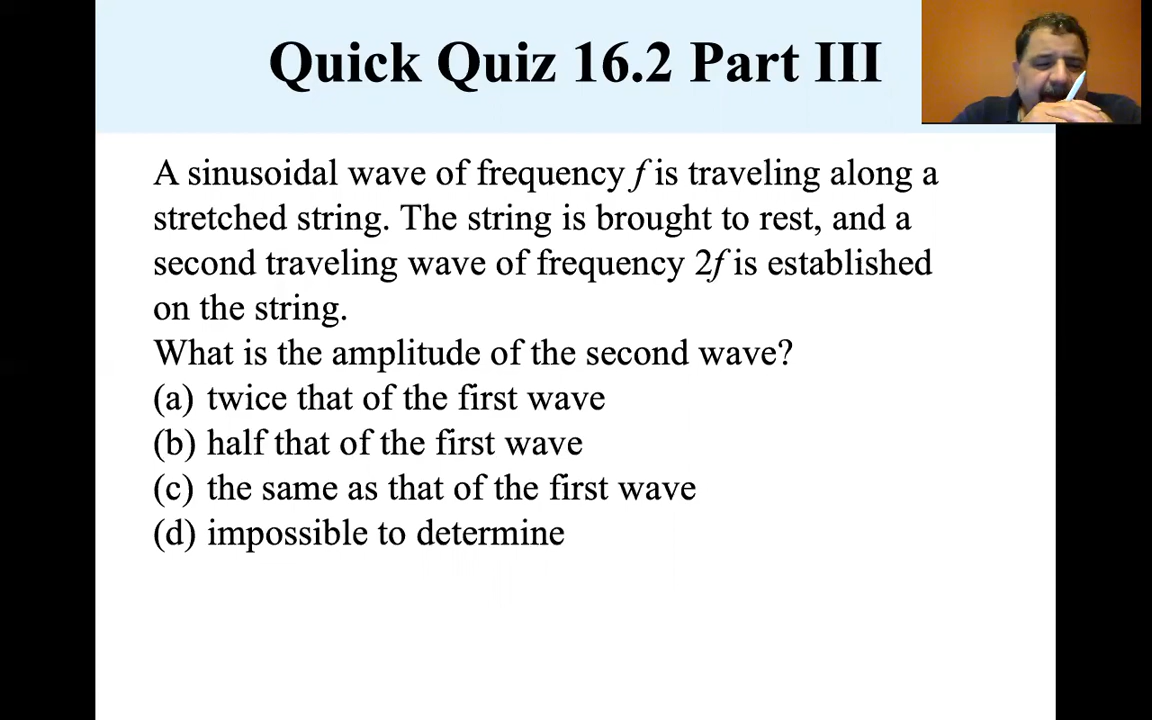 Quick Quiz 16.2 Part III
A sinusoidal wave of frequency f is traveling along a
stretched string. The string is brought to rest, and a
second traveling wave of frequency 2f is established
on the string.
What is the amplitude of the second wave?
(a) twice that of the first wave
(b) half that of the first wave
(c) the same as that of the first wave
(d) impossible to determine